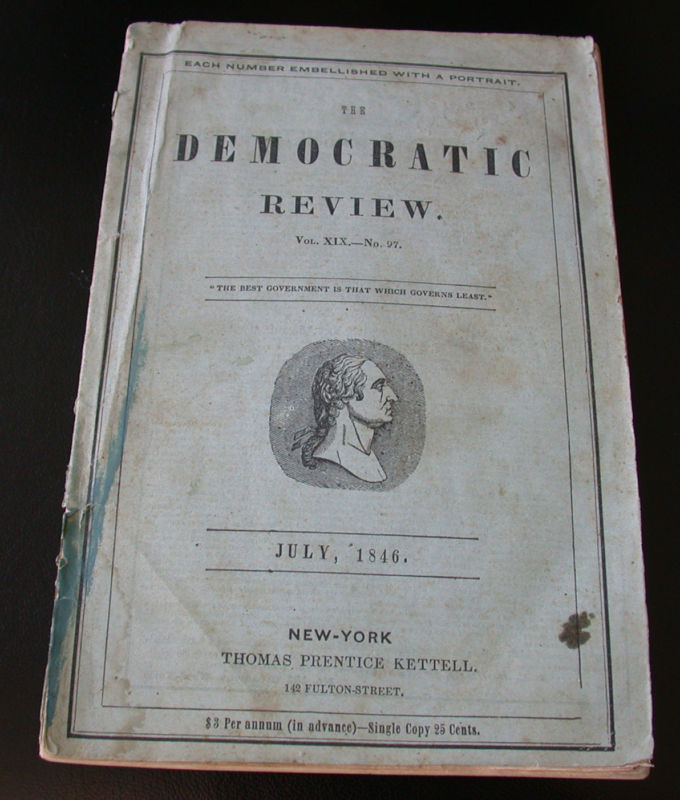 EACH NUMBER EMBELLISHED WITH A PORTRAIT.
THE
DEMOCRATIC
REVIEW.
VOL. XIX.—NO. 97.
"THE BEST GOVERNMENT IS THAT WHICH GOVERNS LEAST."
JULY, 1846.
NEW-YORK
THOMAS PRENTICE KETTELL.
142 FULTON-STREET,
$3 Per annum (in advance)—Single Copy 25 Cents.